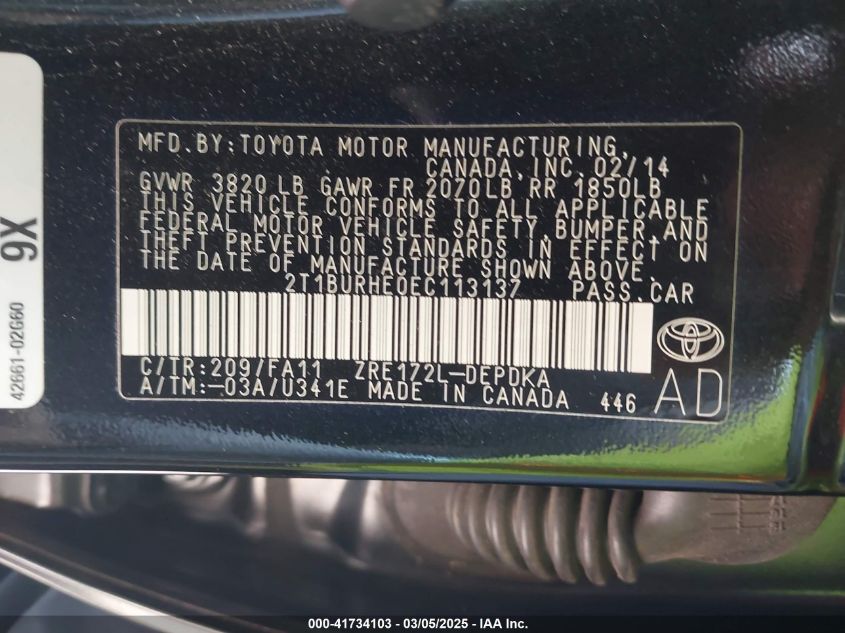 MFD.BY:TOYOTA MOTOR MANUFACTURING,
CANADA,INC. 02/14
GVWR 3820 LB GAWR FR 2070LB RR 1850LB
THIS VEHICLE CONFORMS TO ALL APPLICABLE
FEDERAL MOTOR VEHICLE SAFETY,BUMPER,AND
THEFT PREVENTION STANDARDS IN EFFECT ON
THE DATE OF MANUFACTURE SHOWN ABOVE.
2T1BURHE0EC113137 PASS.CAR
C/TR:209/FA11 ZRE172L-DEPDKA
A/TM:-03A/U341E MADE IN CANADA 446 AD
9X
42661-02G60
000-41734103 — 03/05/2025 — IAA Inc.